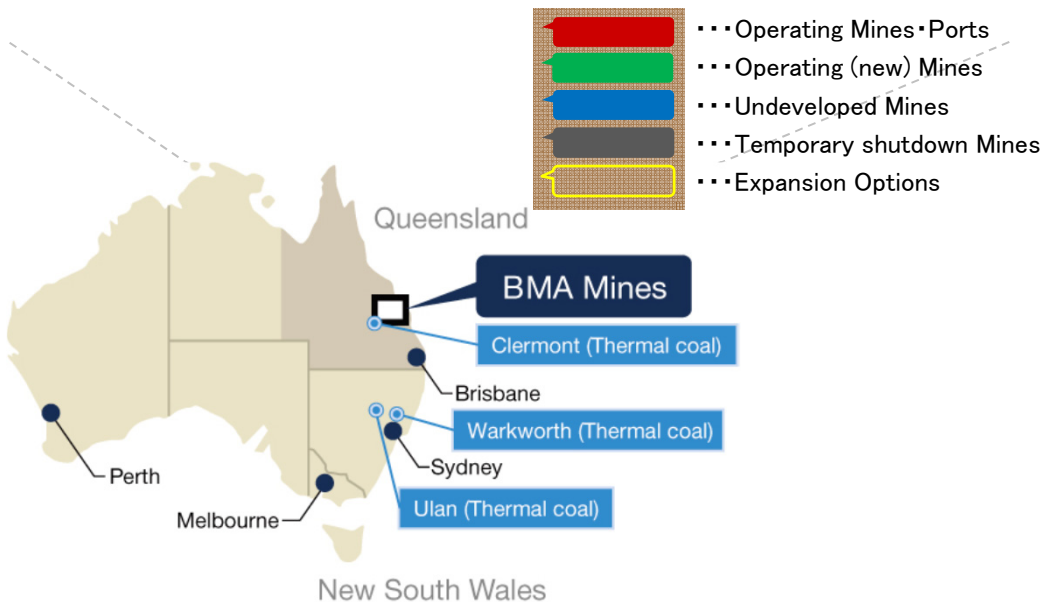 ･･･Operating Mines・Ports
･･･Operating (new) Mines
･･･Undeveloped Mines
･･･Temporary shutdown Mines
･･･Expansion Options
Queensland
BMA Mines
Clermont (Thermal coal)
Brisbane
Warkworth (Thermal coal)
Sydney
Perth
Ulan (Thermal coal)
Melbourne
New South Wales